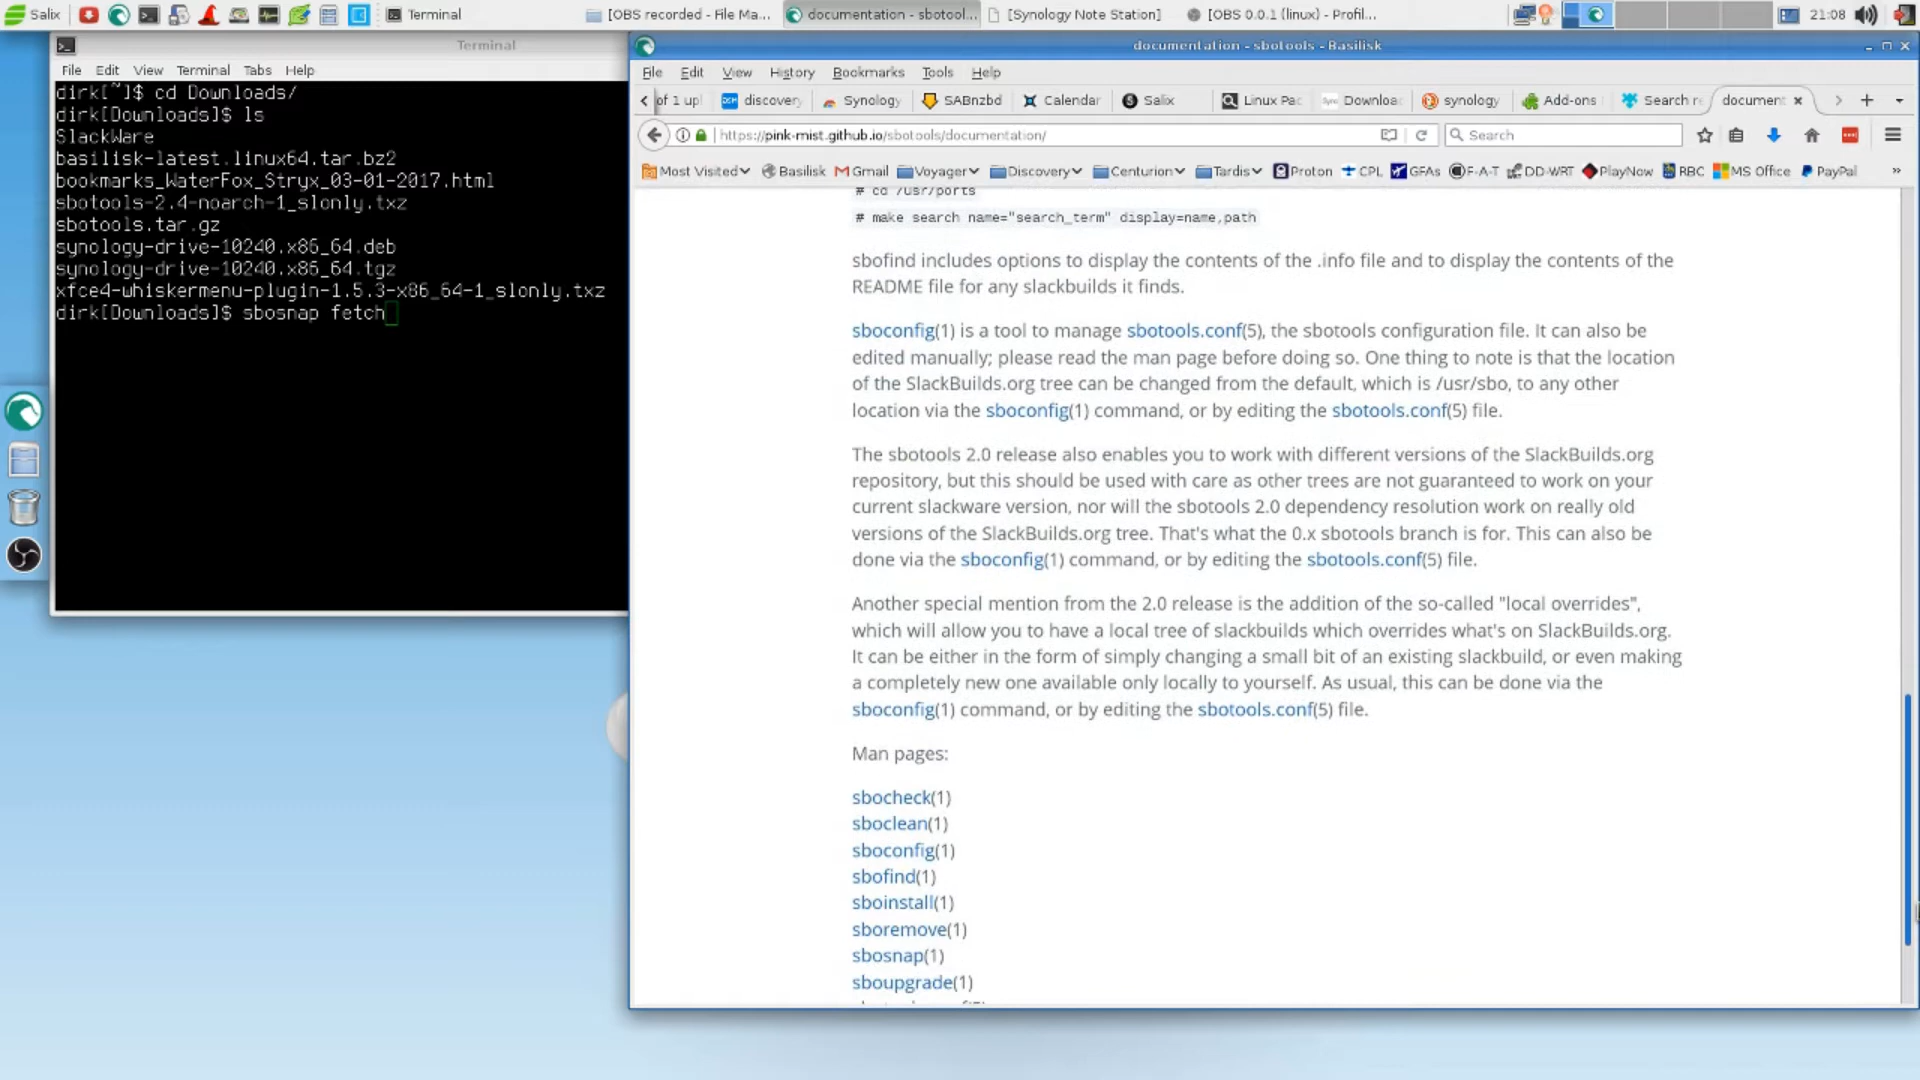 Salix
Terminal
[OBS recorded - File Ma...
documentation - sbotool...
[Synology Note Station]
[OBS 0.0.1 (linux) - Profil...
21:08
Terminal
File Edit View Terminal Tabs Help
dirk[~]$ cd Downloads/
dirk[Downloads]$ ls
SlackWare
basilisk-latest.linux64.tar.bz2
bookmarks_WaterFox_Stryx_03-01-2017.html
sbotools-2.4-noarch-1_slonly.txz
sbotools.tar.gz
synology-drive-10240.x86_64.deb
synology-drive-10240.x86_64.tgz
xfce4-whiskermenu-plugin-1.5.3-x86_64-1_slonly.txz
dirk[Downloads]$ sbosnap fetch
documentation - sbotools - Basilisk
File Edit View History Bookmarks Tools Help
of 1 up!
DSM discovery
Synology
SABnzbd
Calendar
Salix
Linux Pac
Sync Downloa
synology
Add-ons
Search re
document
https://pink-mist.github.io/sbotools/documentation/
Search
Most Visited
Basilisk
Gmail
Voyager
Discovery
Centurion
Tardis
Proton
CPL
GFAs
F-A-T
DD-WRT
PlayNow
RBC
MS Office
PayPal
»
# cd /usr/ports
# make search name="search_term" display=name,path
sbofind includes options to display the contents of the .info file and to display the contents of the
README file for any slackbuilds it finds.
sboconfig(1) is a tool to manage sbotools.conf(5), the sbotools configuration file. It can also be
edited manually; please read the man page before doing so. One thing to note is that the location
of the SlackBuilds.org tree can be changed from the default, which is /usr/sbo, to any other
location via the sboconfig(1) command, or by editing the sbotools.conf(5) file.
The sbotools 2.0 release also enables you to work with different versions of the SlackBuilds.org
repository, but this should be used with care as other trees are not guaranteed to work on your
current slackware version, nor will the sbotools 2.0 dependency resolution work on really old
versions of the SlackBuilds.org tree. That's what the 0.x sbotools branch is for. This can also be
done via the sboconfig(1) command, or by editing the sbotools.conf(5) file.
Another special mention from the 2.0 release is the addition of the so-called "local overrides",
which will allow you to have a local tree of slackbuilds which overrides what's on SlackBuilds.org.
It can be either in the form of simply changing a small bit of an existing slackbuild, or even making
a completely new one available only locally to yourself. As usual, this can be done via the
sboconfig(1) command, or by editing the sbotools.conf(5) file.
Man pages:
sbocheck(1)
sboclean(1)
sboconfig(1)
sbofind(1)
sboinstall(1)
sboremove(1)
sbosnap(1)
sboupgrade(1)